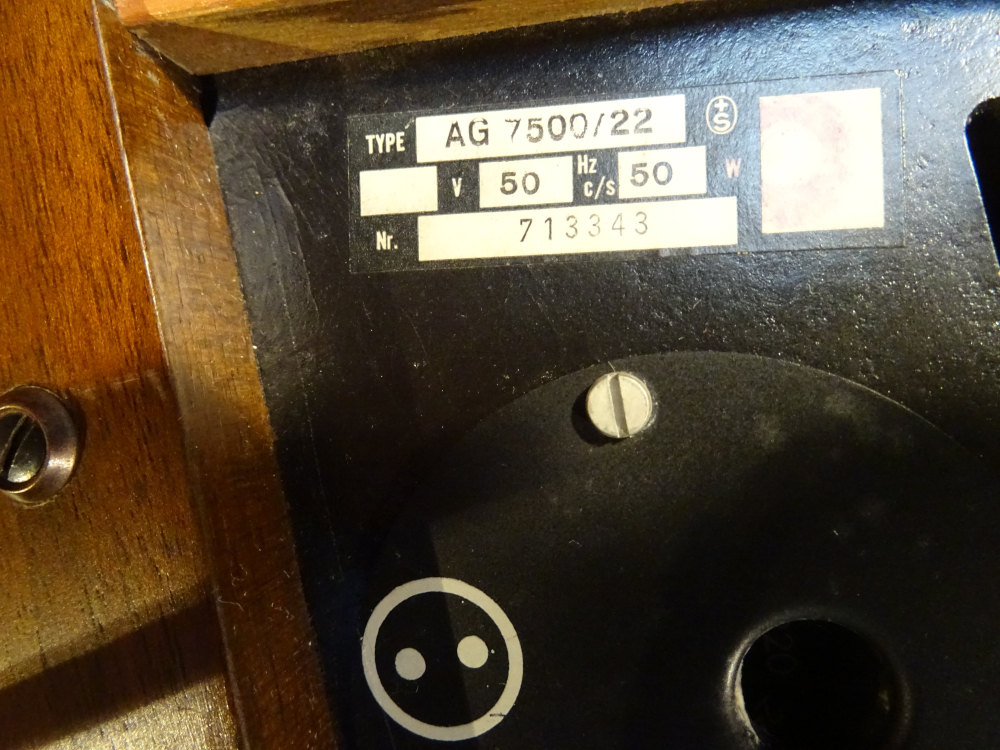 TYPE AG 7500/22 +S
V 50 Hz c/s 50 W
Nr. 713343